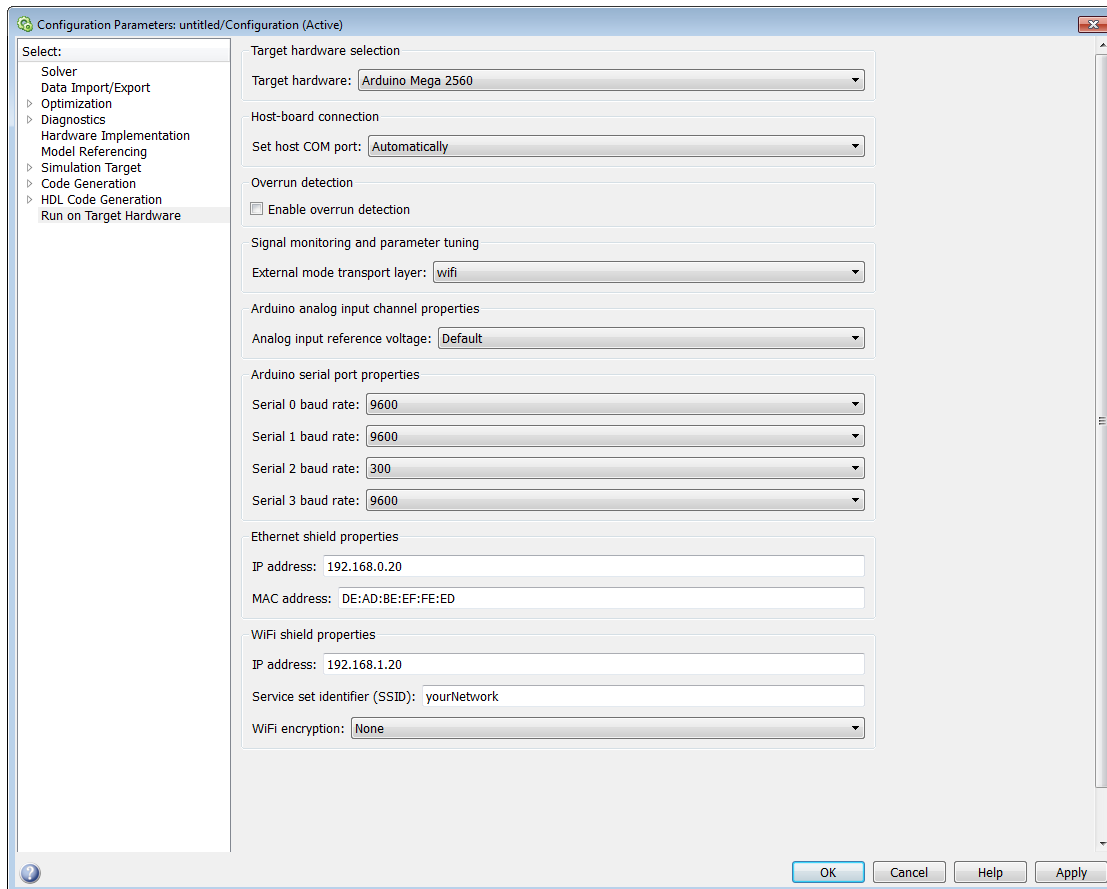 Configuration Parameters: untitled/Configuration (Active)
Select:
Solver
Data Import/Export
Optimization
Diagnostics
Hardware Implementation
Model Referencing
Simulation Target
Code Generation
HDL Code Generation
Run on Target Hardware
Target hardware selection
Target hardware: Arduino Mega 2560
Host-board connection
Set host COM port: Automatically
Overrun detection
Enable overrun detection
Signal monitoring and parameter tuning
External mode transport layer: wifi
Arduino analog input channel properties
Analog input reference voltage: Default
Arduino serial port properties
Serial 0 baud rate: 9600
Serial 1 baud rate: 9600
Serial 2 baud rate: 300
Serial 3 baud rate: 9600
Ethernet shield properties
IP address: 192.168.0.20
MAC address: DE:AD:BE:EF:FE:ED
WiFi shield properties
IP address: 192.168.1.20
Service set identifier (SSID): yourNetwork
WiFi encryption: None
? OK Cancel Help Apply